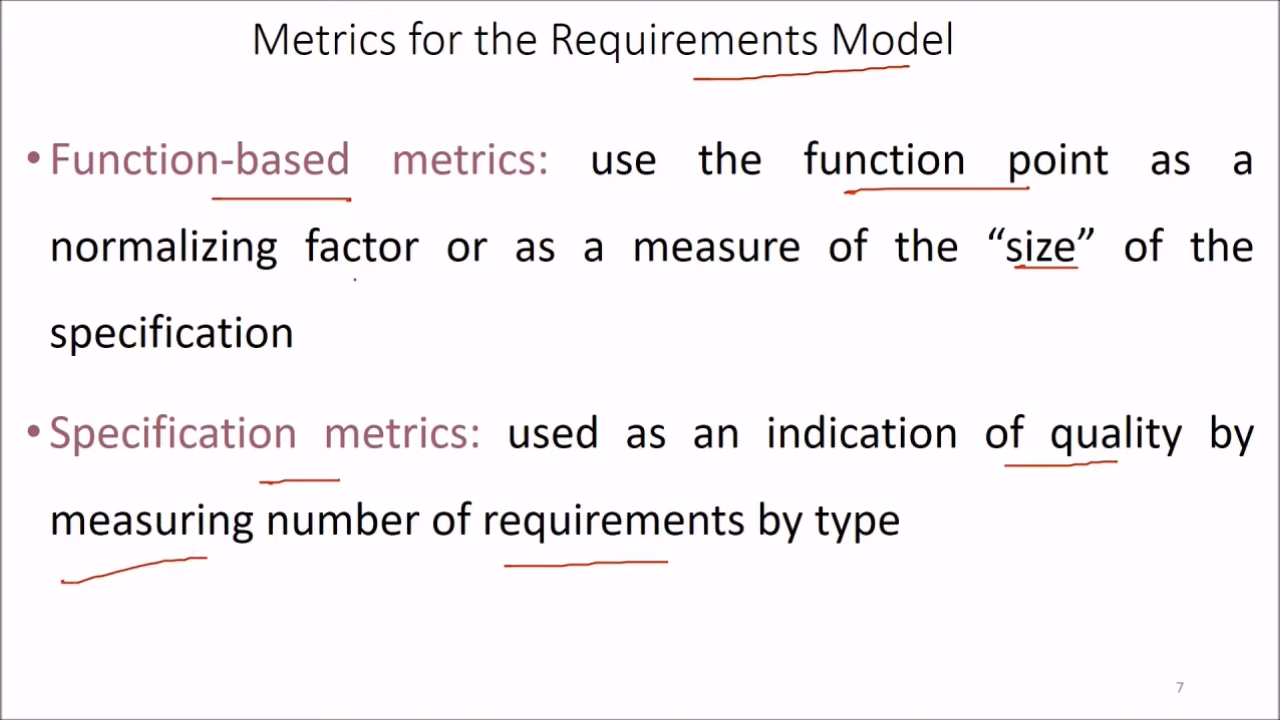 Metrics for the Requirements Model
• Function-based metrics: use the function point as a
normalizing factor or as a measure of the “size” of the
specification
• Specification metrics: used as an indication of quality by
measuring number of requirements by type
7